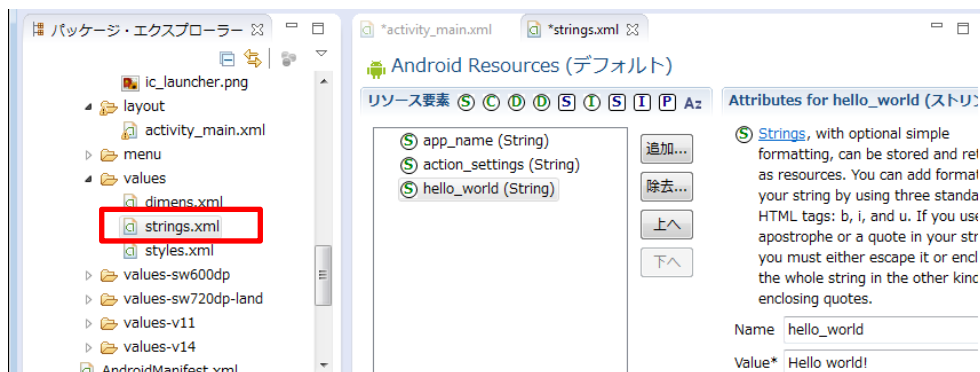 パッケージ・エクスプローラー
ic_launcher.png
layout
activity_main.xml
menu
values
dimens.xml
strings.xml
styles.xml
values-sw600dp
values-sw720dp-land
values-v11
values-v14
AndroidManifest.xml
*activity_main.xml
*strings.xml
Android Resources (デフォルト)
リソース要素 S C D D S I S I P Az
S app_name (String)
S action_settings (String)
S hello_world (String)
追加...
除去...
上へ
下へ
Attributes for hello_world (ストリン
S Strings, with optional simple
formatting, can be stored and ret
as resources. You can add format
your string by using three standa
HTML tags: b, i, and u. If you use
apostrophe or a quote in your stri
you must either escape it or encl
the whole string in the other kind
enclosing quotes.
Name hello_world
Value* Hello world!